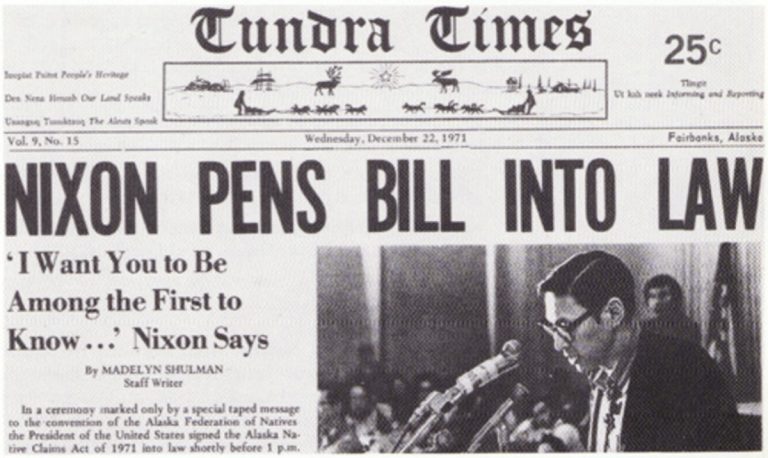 Tundra Times
25c
Inupiat Paitot People's Heritage
Den Nena Henash Our Land Speaks
Unanguq Tunuktauq The Aleuts Speak
Tlingit
Ut kah neek Informing and Reporting
Vol. 9, No. 15 Wednesday, December 22, 1971 Fairbanks, Alaska
NIXON PENS BILL INTO LAW
'I Want You to Be
Among the First to
Know...' Nixon Says
By MADELYN SHULMAN
Staff Writer
In a ceremony marked only by a special taped message
to the convention of the Alaska Federation of Natives
the President of the United States signed the Alaska Na-
tive Claims Act of 1971 into law shortly before 1 p.m.